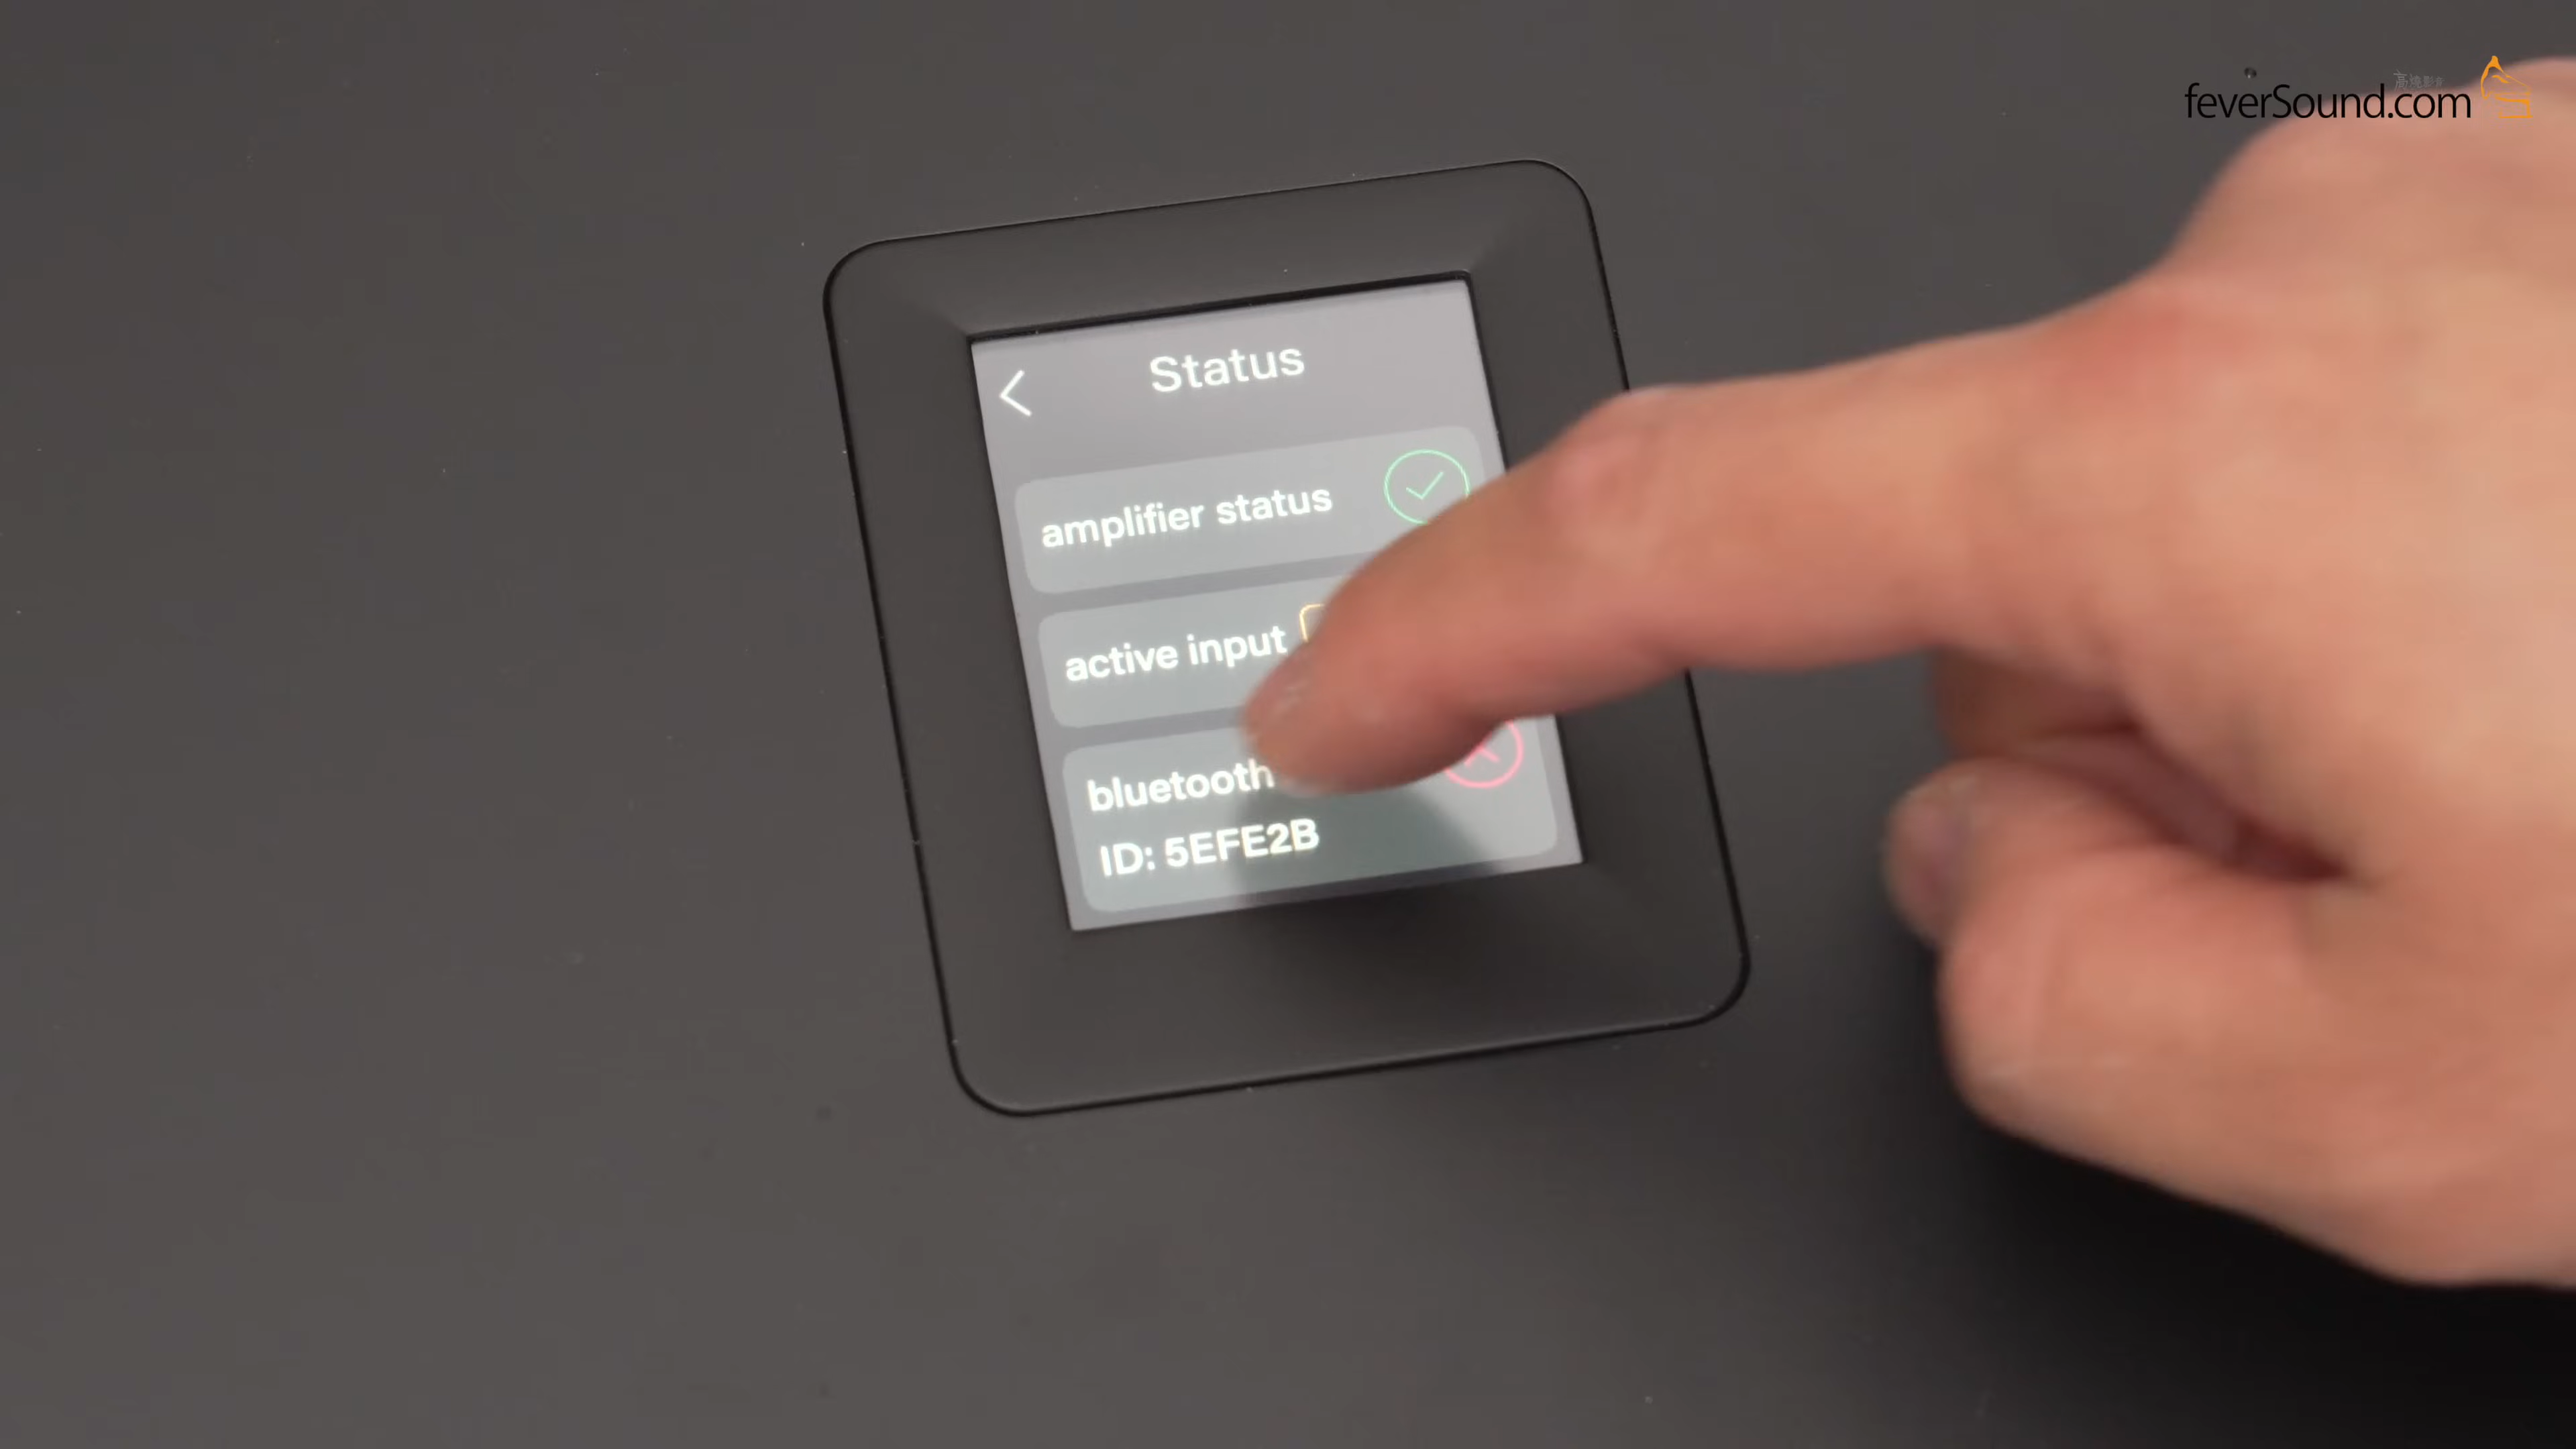 feverSound.com
Status
amplifier status
active input
bluetooth
ID: 5EFE2B